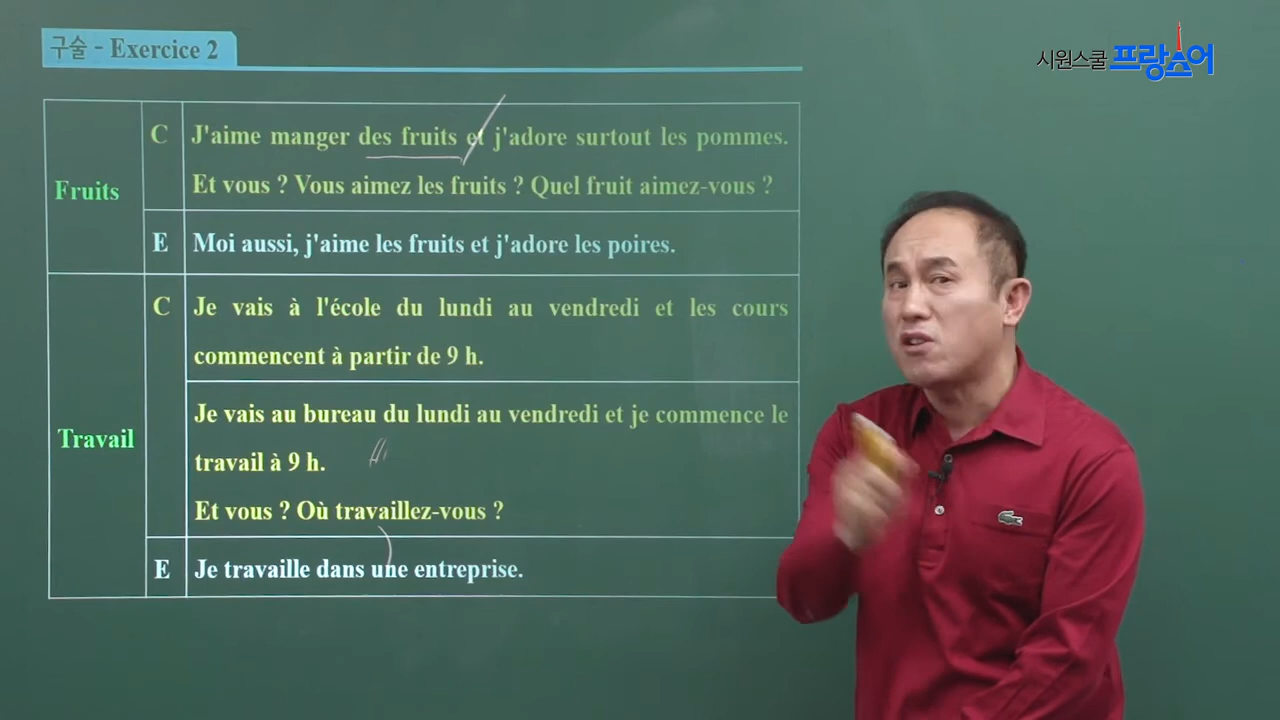 구술 - Exercice 2
시원스쿨 프랑스어
Fruits
C
J'aime manger des fruits et j'adore surtout les pommes.
Et vous ? Vous aimez les fruits ? Quel fruit aimez-vous ?
E
Moi aussi, j'aime les fruits et j'adore les poires.
Travail
C
Je vais à l'école du lundi au vendredi et les cours
commencent à partir de 9 h.
Je vais au bureau du lundi au vendredi et je commence le
travail à 9 h.
Et vous ? Où travaillez-vous ?
E
Je travaille dans une entreprise.